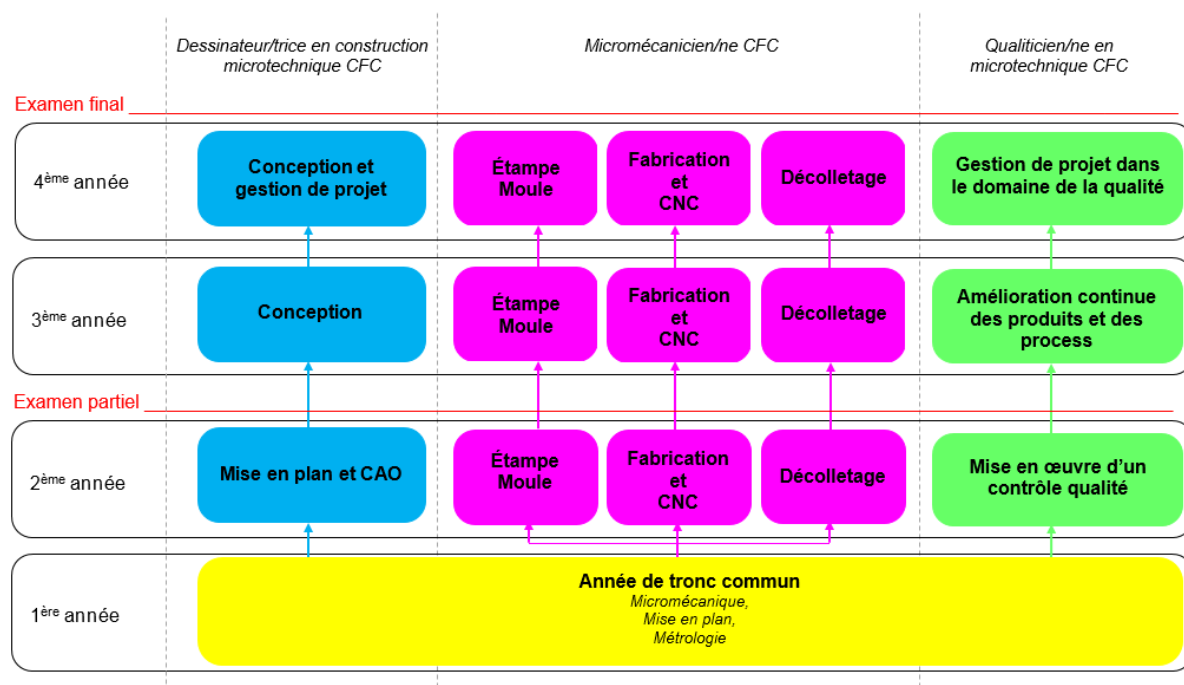 Dessinateur/trice en construction
microtechnique CFC
Micromécanicien/ne CFC
Qualiticien/ne en
microtechnique CFC
Examen final
4ème année
Conception et
gestion de projet
Étampe
Moule
Fabrication
et
CNC
Décolletage
Gestion de projet dans
le domaine de la qualité
3ème année
Conception
Étampe
Moule
Fabrication
et
CNC
Décolletage
Amélioration continue
des produits et des
process
Examen partiel
2ème année
Mise en plan et CAO
Étampe
Moule
Fabrication
et
CNC
Décolletage
Mise en œuvre d’un
contrôle qualité
1ère année
Année de tronc commun
Micromécanique,
Mise en plan,
Métrologie